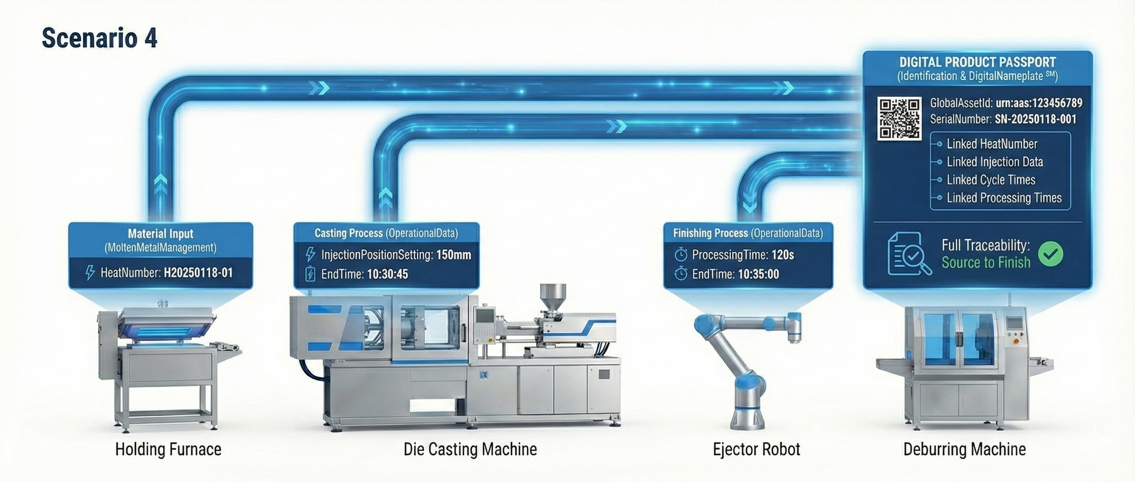 Scenario 4
DIGITAL PRODUCT PASSPORT
(Identification & DigitalNameplate ℠)
GlobalAssetId: urn:aas:123456789
SerialNumber: SN-20250118-001
Linked HeatNumber
Linked Injection Data
Linked Cycle Times
Linked Processing Times
Full Traceability:
Source to Finish
Material Input
(MoltenMetalManagement)
HeatNumber: H20250118-01
Casting Process (OperationalData)
InjectionPositionSetting: 150mm
EndTime: 10:30:45
Finishing Process (OperationalData)
ProcessingTime: 120s
EndTime: 10:35:00
Holding Furnace
Die Casting Machine
Ejector Robot
Deburring Machine